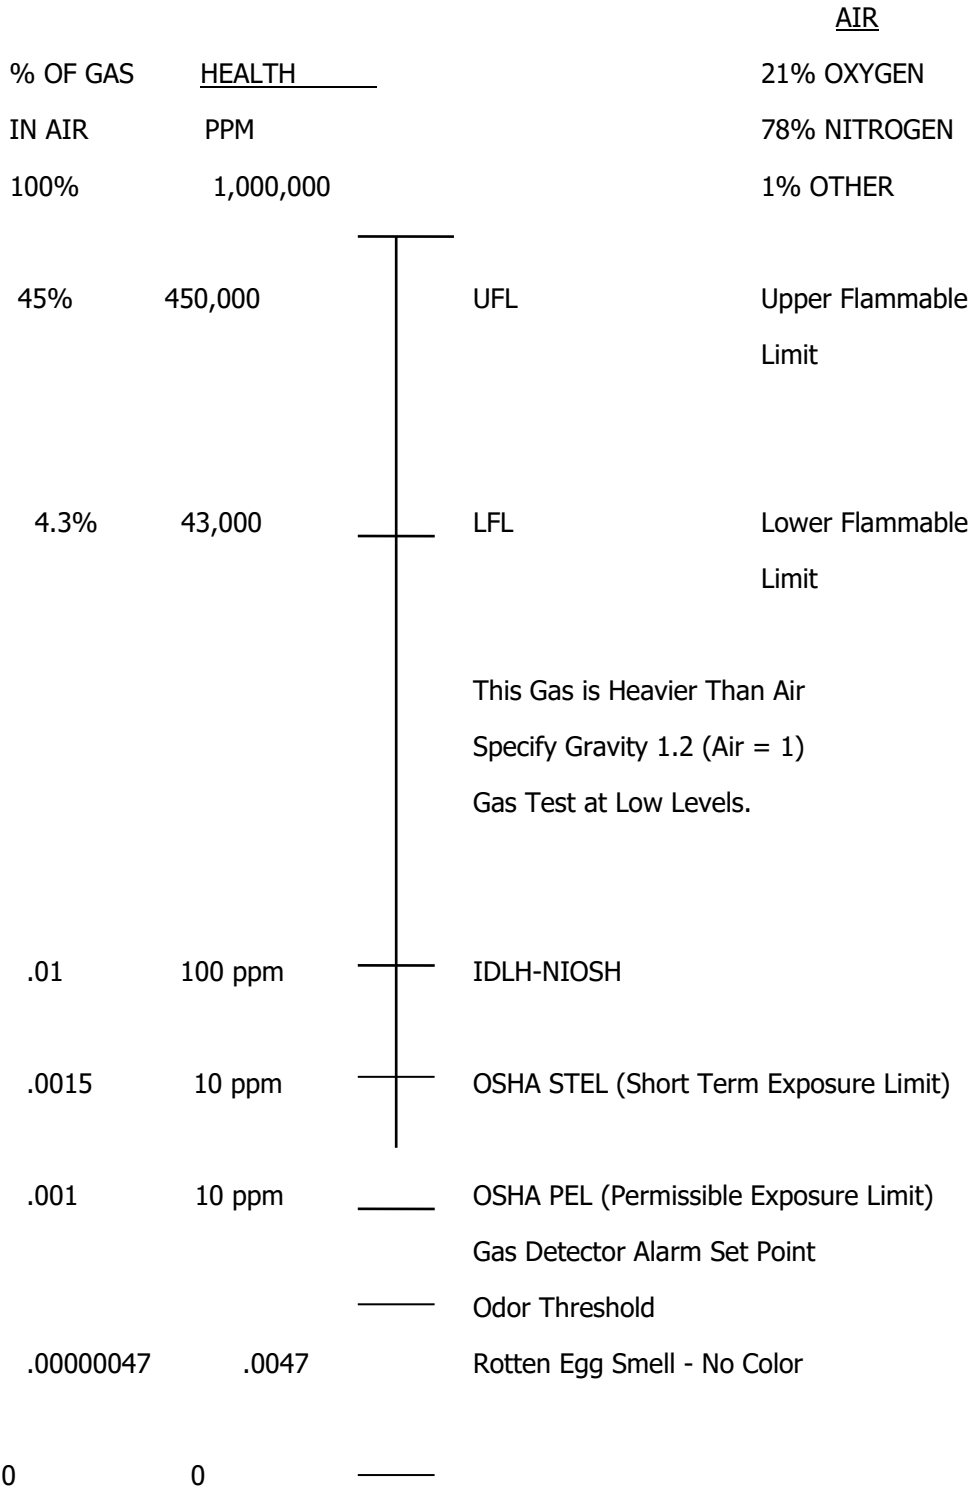 AIR
% OF GAS HEALTH 21% OXYGEN
IN AIR PPM 78% NITROGEN
100% 1,000,000 1% OTHER
45% 450,000 UFL Upper Flammable
Limit
4.3% 43,000 LFL Lower Flammable
Limit
This Gas is Heavier Than Air
Specify Gravity 1.2 (Air = 1)
Gas Test at Low Levels.
.01 100 ppm IDLH-NIOSH
.0015 10 ppm OSHA STEL (Short Term Exposure Limit)
.001 10 ppm OSHA PEL (Permissible Exposure Limit)
Gas Detector Alarm Set Point
Odor Threshold
.00000047 .0047 Rotten Egg Smell - No Color
0 0